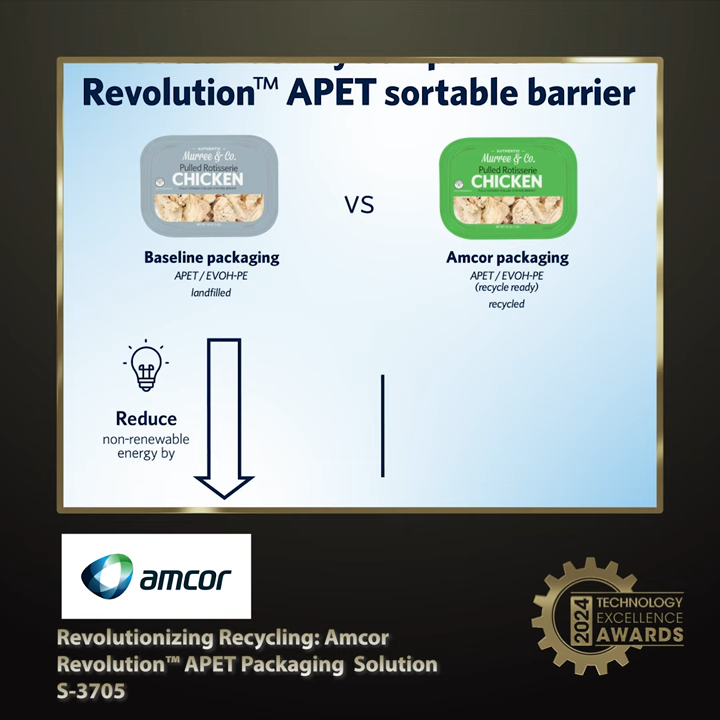 Revolution™ APET sortable barrier
AUTHENTIC
Murree & Co.
Pulled Rotisserie
CHICKEN
VS
AUTHENTIC
Murree & Co.
Pulled Rotisserie
CHICKEN
Baseline packaging
APET / EVOH-PE
landfilled
Amcor packaging
APET / EVOH-PE
(recycle ready)
recycled
Reduce
non-renewable
energy by
amcor
Revolutionizing Recycling: Amcor
Revolution™ APET Packaging Solution
S-3705
2024
TECHNOLOGY
EXCELLENCE
AWARDS